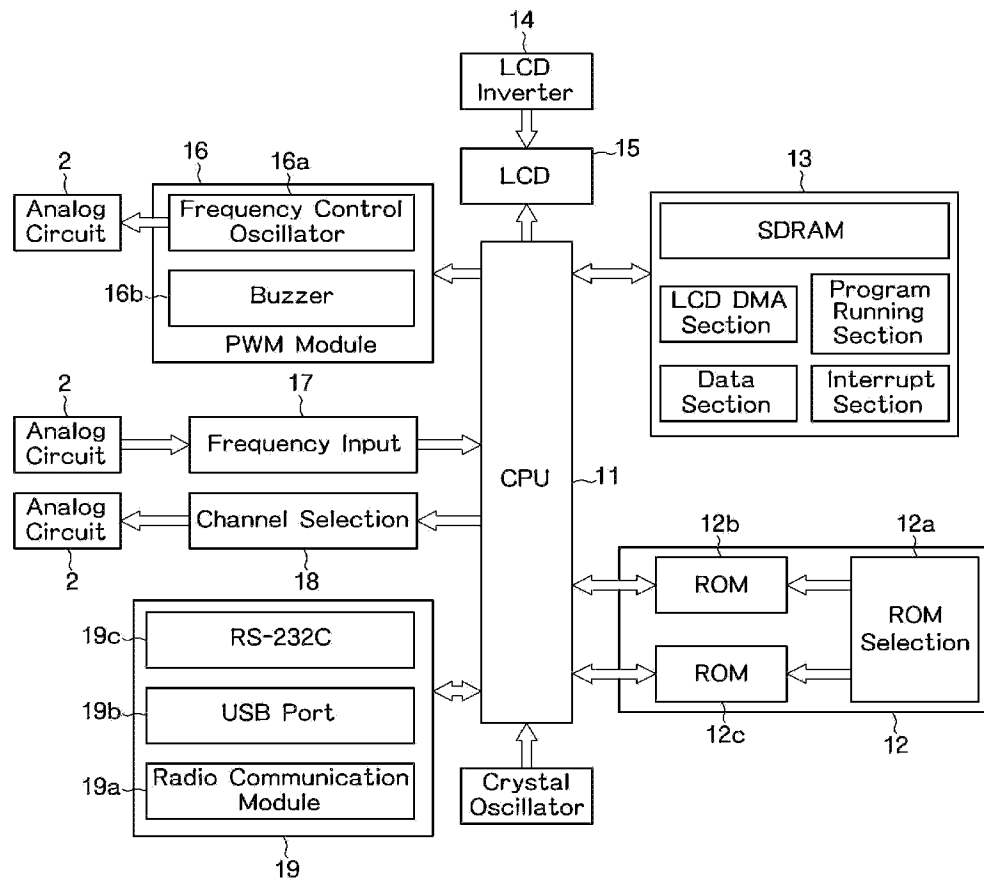 14
LCD
Inverter
15
LCD
2
Analog
Circuit
16
16a
Frequency Control
Oscillator
16b
Buzzer
PWM Module
13
SDRAM
LCD DMA
Section
Program
Running
Section
Data
Section
Interrupt
Section
2
Analog
Circuit
17
Frequency Input
CPU
11
Analog
Circuit
2
Channel Selection
18
12b
12a
ROM
ROM
Selection
ROM
12c
12
19c
RS-232C
19b
USB Port
19a
Radio Communication
Module
19
Crystal
Oscillator